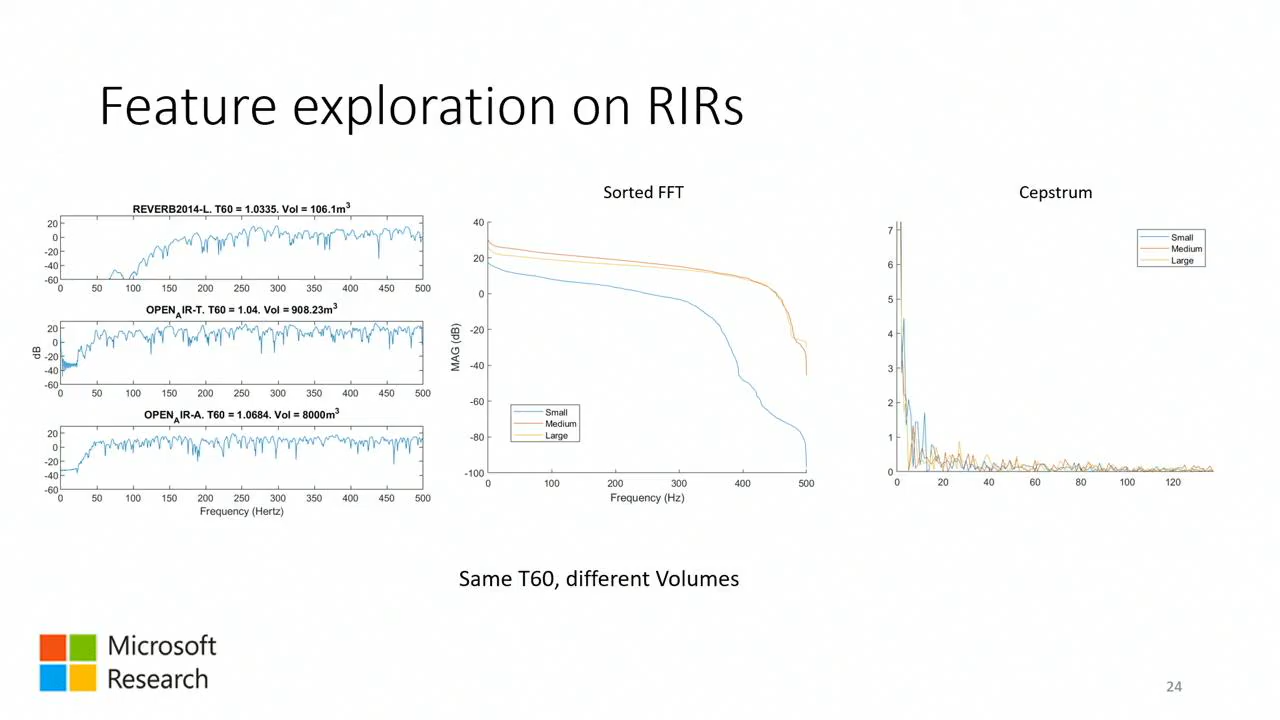 Feature exploration on RIRs
REVERB2014-L. T60 = 1.0335. Vol = 106.1m3
20
0
-20
-40
-60
0 50 100 150 200 250 300 350 400 450 500
OPENAIR-T. T60 = 1.04. Vol = 908.23m3
dB
20
0
-20
-40
-60
0 50 100 150 200 250 300 350 400 450 500
OPENAIR-A. T60 = 1.0684. Vol = 8000m3
20
0
-20
-40
-60
0 50 100 150 200 250 300 350 400 450 500
Frequency (Hertz)
Sorted FFT
MAG (dB)
40
20
0
-20
-40
-60
-80
-100
Small
Medium
Large
100 200 300 400 500
Frequency (Hz)
Cepstrum
7
6
5
4
3
2
1
0
Small
Medium
Large
0 20 40 60 80 100 120
Same T60, different Volumes
Microsoft
Research
24